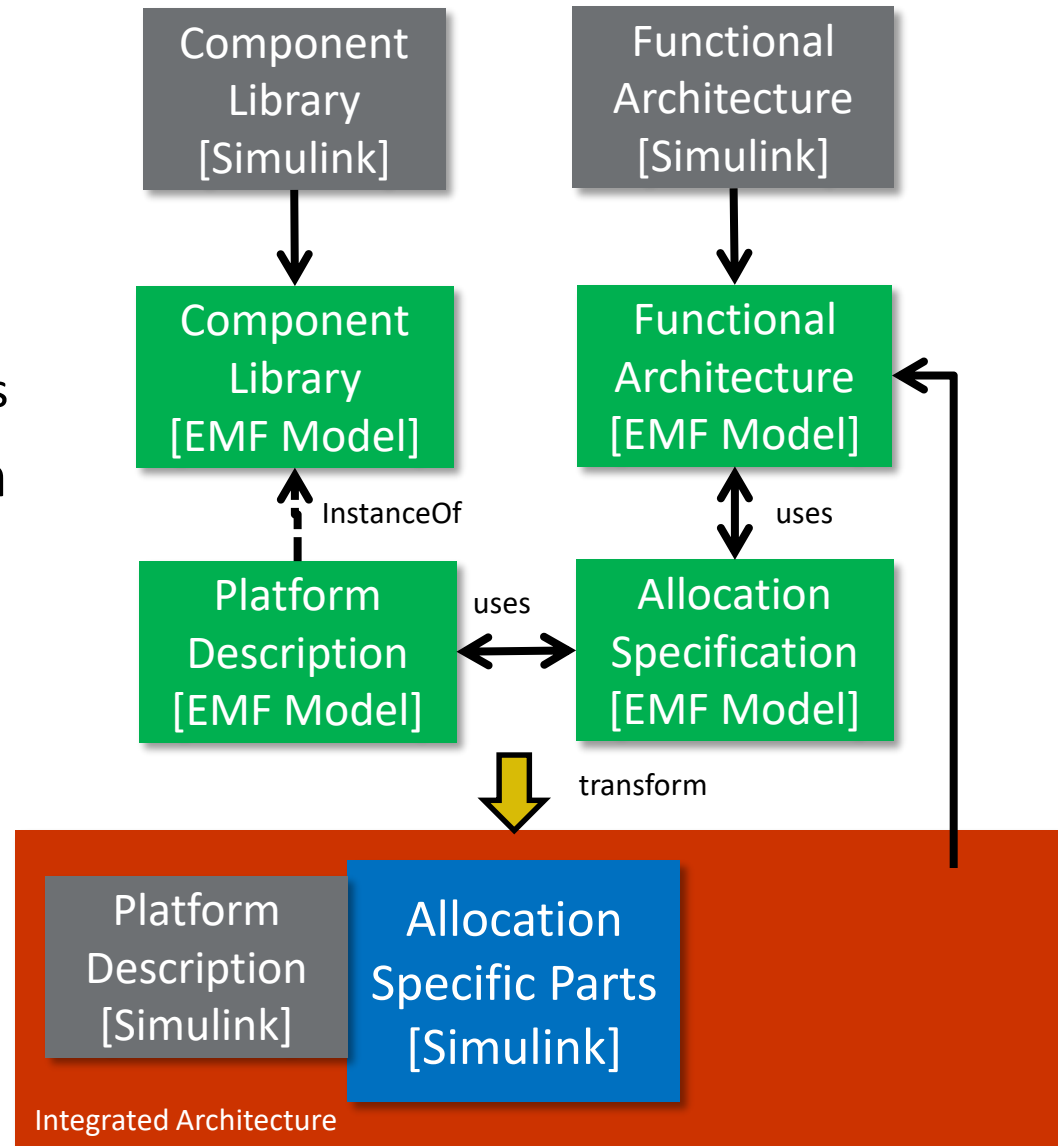 Component
Library
[Simulink]
Functional
Architecture
[Simulink]
Component
Library
[EMF Model]
Functional
Architecture
[EMF Model]
s
InstanceOf
uses
Platform
Description
[EMF Model]
uses
Allocation
Specification
[EMF Model]
transform
Platform
Description
[Simulink]
Allocation
Specific Parts
[Simulink]
Integrated Architecture